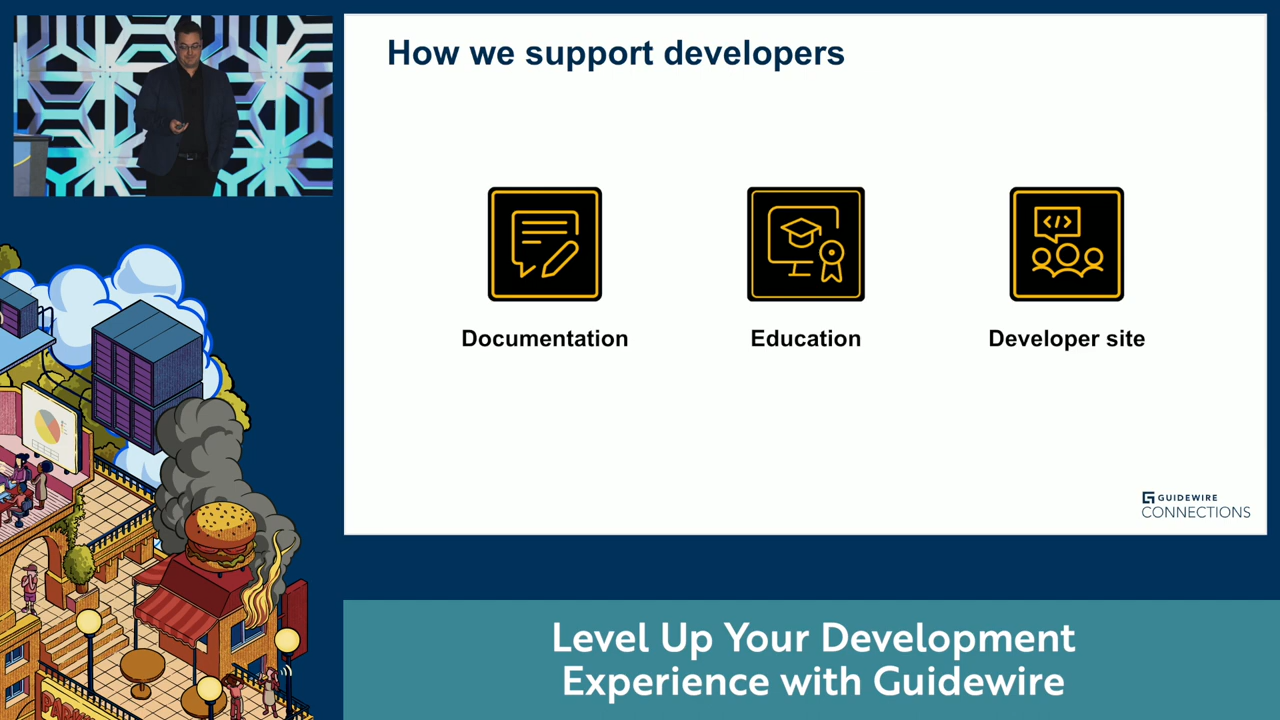 How we support developers
Documentation
Education
Developer site
GUIDEWIRE
CONNECTIONS
Level Up Your Development
Experience with Guidewire